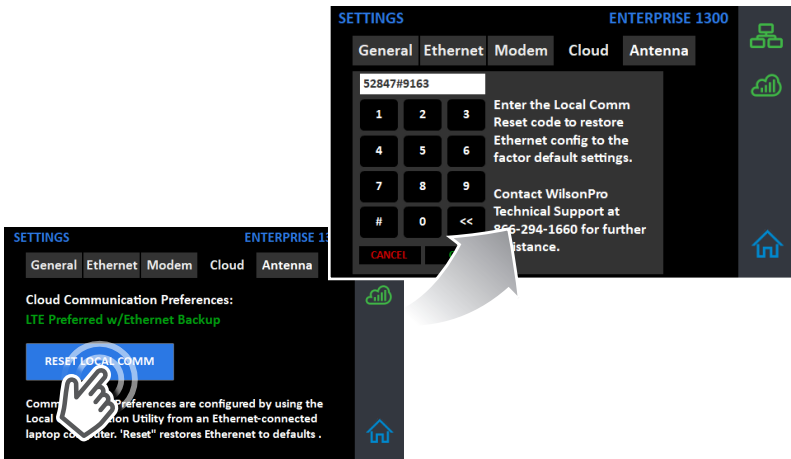 SETTINGS ENTERPRISE 1300
General Ethernet Modem Cloud Antenna
52847#9163
1 2 3
4 5 6
7 8 9
# 0 <<
CANCEL
Enter the Local Comm
Reset code to restore
Ethernet config to the
factor default settings.
Contact WilsonPro
Technical Support at
866-294-1660 for further
SETTINGS ENTERPRISE
General Ethernet Modem Cloud Antenna
Cloud Communication Preferences:
LTE Preferred w/Ethernet Backup
RESET LOCAL COMM
Preferences are configured by using the
Local Utility from an Ethernet-connected
laptop 'Reset" restores Etherenet to defaults .